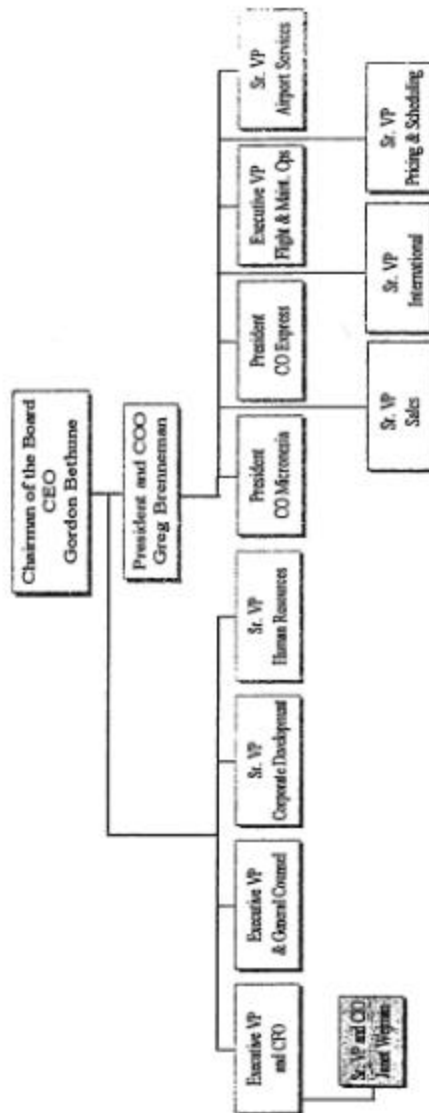 Chairman of the Board
CEO
Gordon Bethune
President and COO
Greg Brenneman
Executive VP
and CFO
Executive VP
& General Counsel
Sr. VP
Corporate Development
Sr. VP
Human Resources
President
CO Micronesia
President
CO Express
Executive VP
Flight & Maint. Ops
Sr. VP
Airport Services
Sr. VP and CIO
Janet Wejman
Sr. VP
Sales
Sr. VP
International
Sr. VP
Pricing & Scheduling